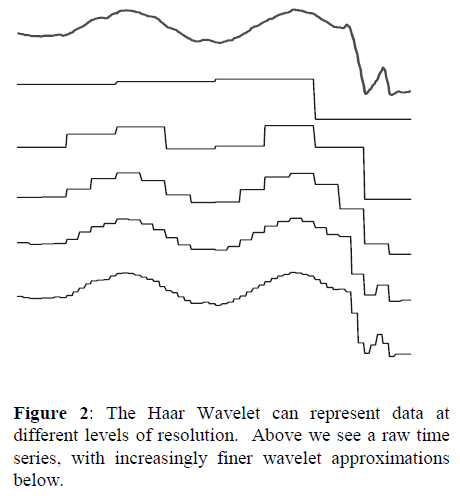 Figure 2: The Haar Wavelet can represent data at
different levels of resolution. Above we see a raw time
series, with increasingly finer wavelet approximations
below.